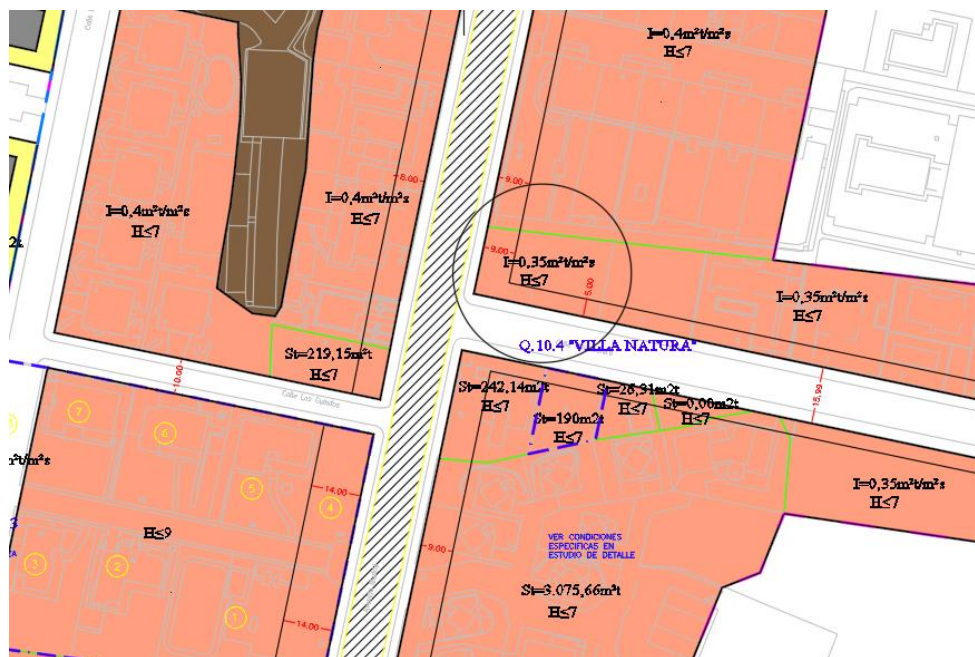 I=0,4m²t/m²s
H≤7
I=0,4m²t/m²s
H≤7
I=0,4m²t/m²s
H≤7
8.00
9.00
9.00
I=0,35m²t/m²s
H≤7
5.00
I=0,35m²t/m²s
H≤7
Q.10.4 "VILLA NATURA"
St=219,15m²t
H≤7
10.00
Calle Los
St=242,14m2t
H≤7
St=26,31m2t
H≤7
St=0,00m2t
H≤7
St=190m2t
H≤7
15,99
7
6
5
4
14.00
I=0,35m²t/m²s
H≤7
H≤9
3
2
1
14.00
9.00
VER CONDICIONES
ESPECIFICAS EN
ESTUDIO DE DETALLE
St=3.075,66m²t
H≤7